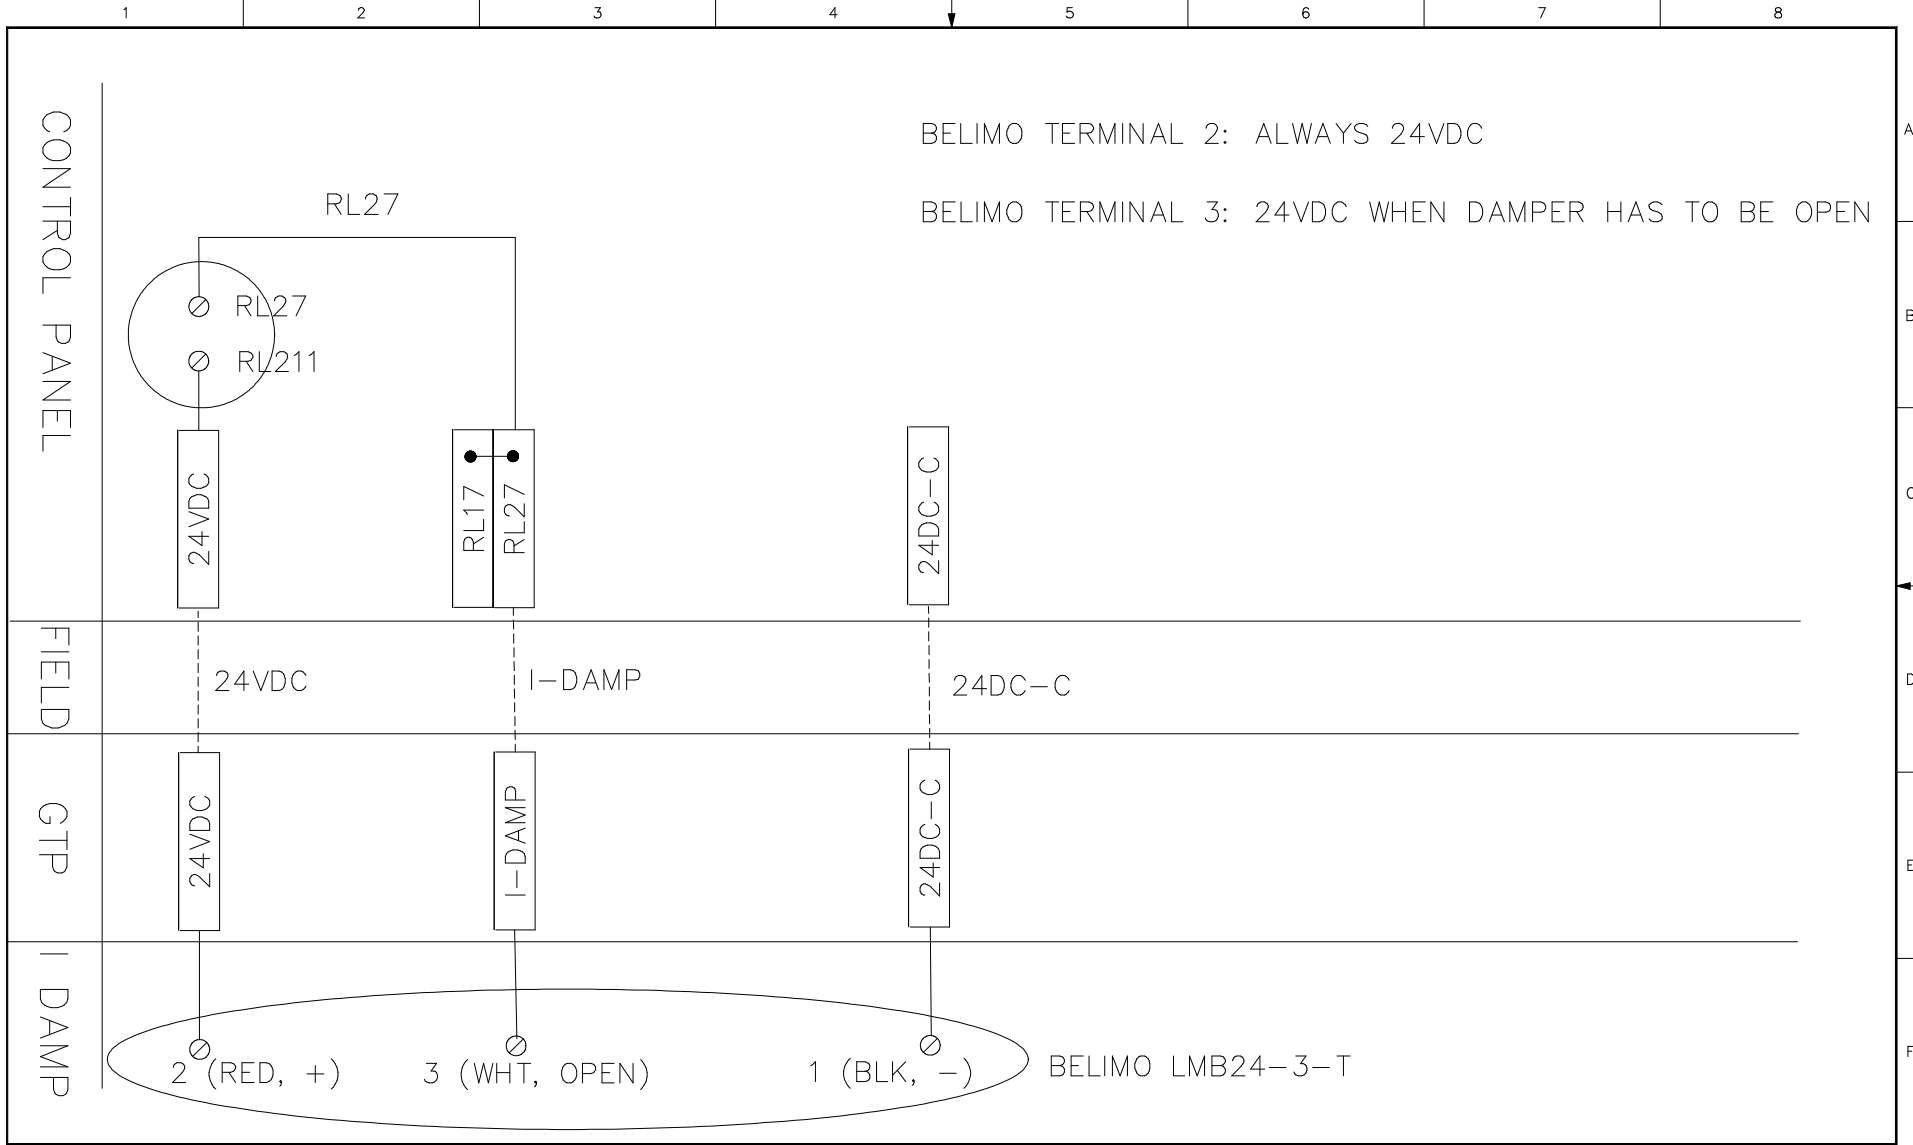 1 2 3 4 5 6 7 8
CONTROL PANEL
BELIMO TERMINAL 2: ALWAYS 24VDC
A
RL27
BELIMO TERMINAL 3: 24VDC WHEN DAMPER HAS TO BE OPEN
RL27
B
RL211
24VDC
RL17
RL27
24DC-C
C
FIELD
24VDC
I-DAMP
24DC-C
D
GTP
24VDC
I-DAMP
24DC-C
E
I DAMP
2 (RED, +)
3 (WHT, OPEN)
1 (BLK, -)
BELIMO LMB24-3-T
F